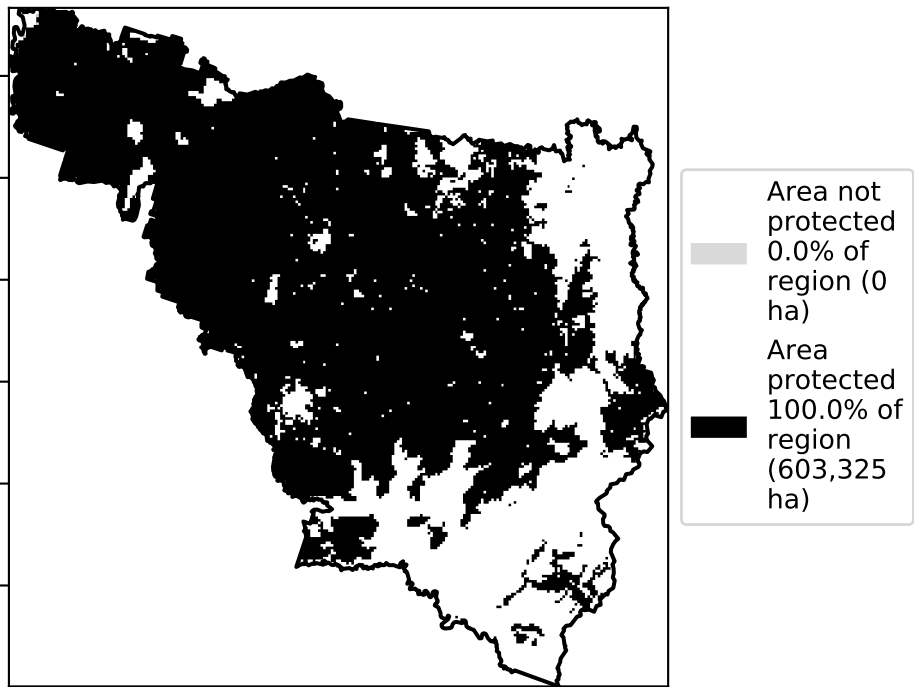 Area not
protected
0.0% of
region (0
ha)
Area
protected
100.0% of
region
(603,325
ha)